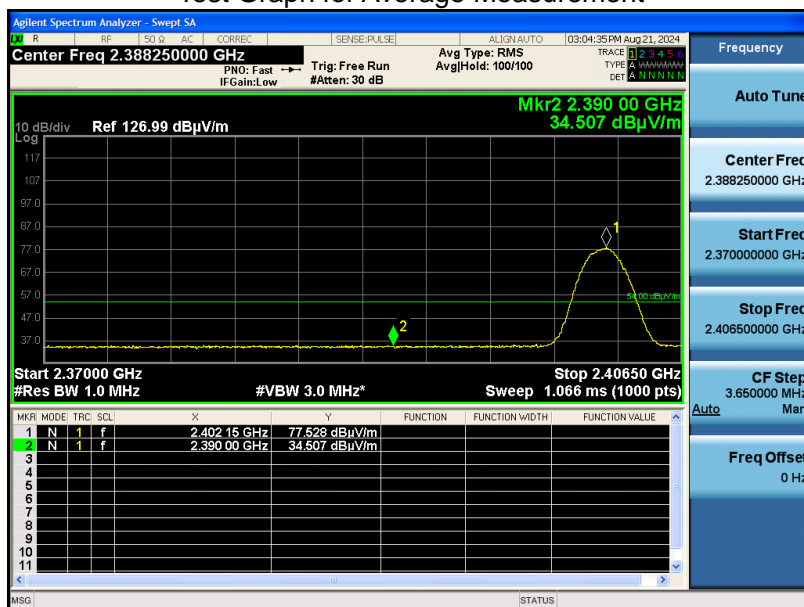 Test Graph for Average Measurement
Agilent Spectrum Analyzer - Swept SA
LXI R RF 50 Ω AC CORREC SENSE:PULSE ALIGN AUTO 03:04:35 PM Aug 21, 2024
Center Freq 2.388250000 GHz
PNO: Fast
IFGain:Low
Trig: Free Run
#Atten: 30 dB
Avg Type: RMS
Avg|Hold: 100/100
TRACE 1 2 3 4 5 6
TYPE A WWWWW
DET A N N N N N
Mkr2 2.390 00 GHz
34.507 dBµV/m
10 dB/div Ref 126.99 dBµV/m
Log
117
107
97.0
87.0
77.0
67.0
57.0
47.0
37.0
1
54.00 dBµV/m
2
Start 2.37000 GHz Stop 2.40650 GHz
#Res BW 1.0 MHz #VBW 3.0 MHz* Sweep 1.066 ms (1000 pts)
MKR MODE TRC SCL X Y FUNCTION FUNCTION WIDTH FUNCTION VALUE
1 N 1 f 2.402 15 GHz 77.528 dBµV/m
2 N 1 f 2.390 00 GHz 34.507 dBµV/m
3
4
5
6
7
8
9
10
11
MSG STATUS
Frequency
Auto Tune
Center Freq
2.388250000 GHz
Start Freq
2.370000000 GHz
Stop Freq
2.406500000 GHz
CF Step
3.650000 MHz
Auto Man
Freq Offset
0 Hz